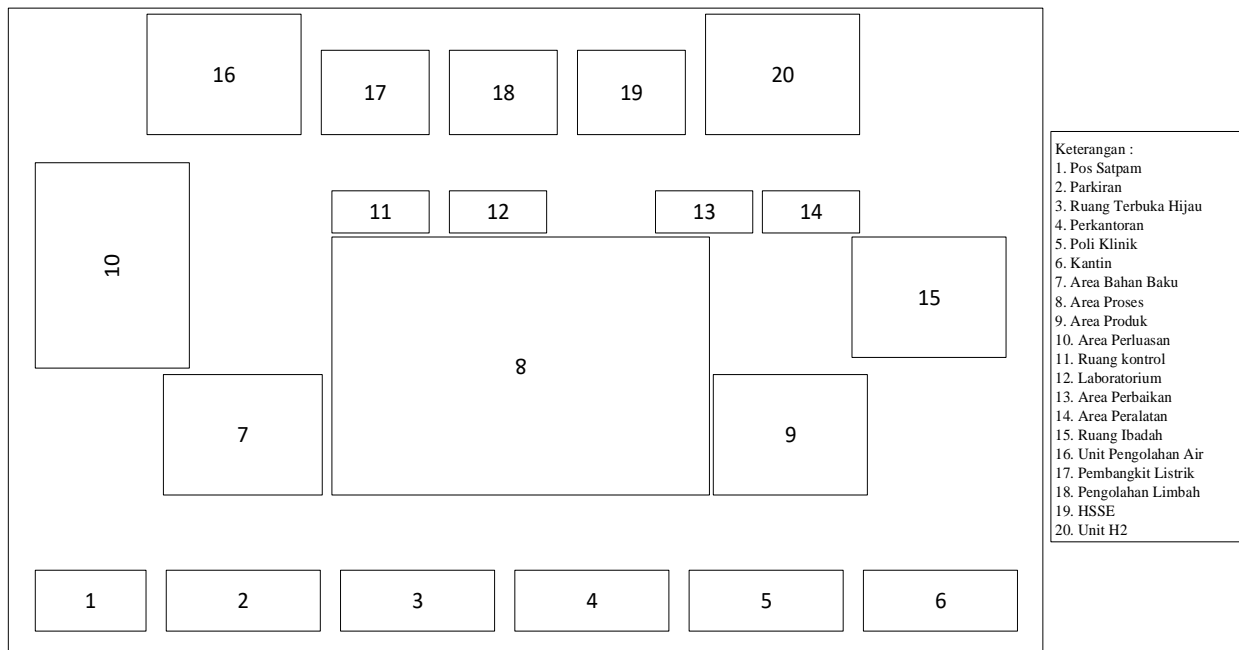 16
17
18
19
20
11
12
13
14
10
15
8
7
9
1
2
3
4
5
6
Keterangan :
1. Pos Satpam
2. Parkiran
3. Ruang Terbuka Hijau
4. Perkantoran
5. Poli Klinik
6. Kantin
7. Area Bahan Baku
8. Area Proses
9. Area Produk
10. Area Perluasan
11. Ruang kontrol
12. Laboratorium
13. Area Perbaikan
14. Area Peralatan
15. Ruang Ibadah
16. Unit Pengolahan Air
17. Pembangkit Listrik
18. Pengolahan Limbah
19. HSSE
20. Unit H2